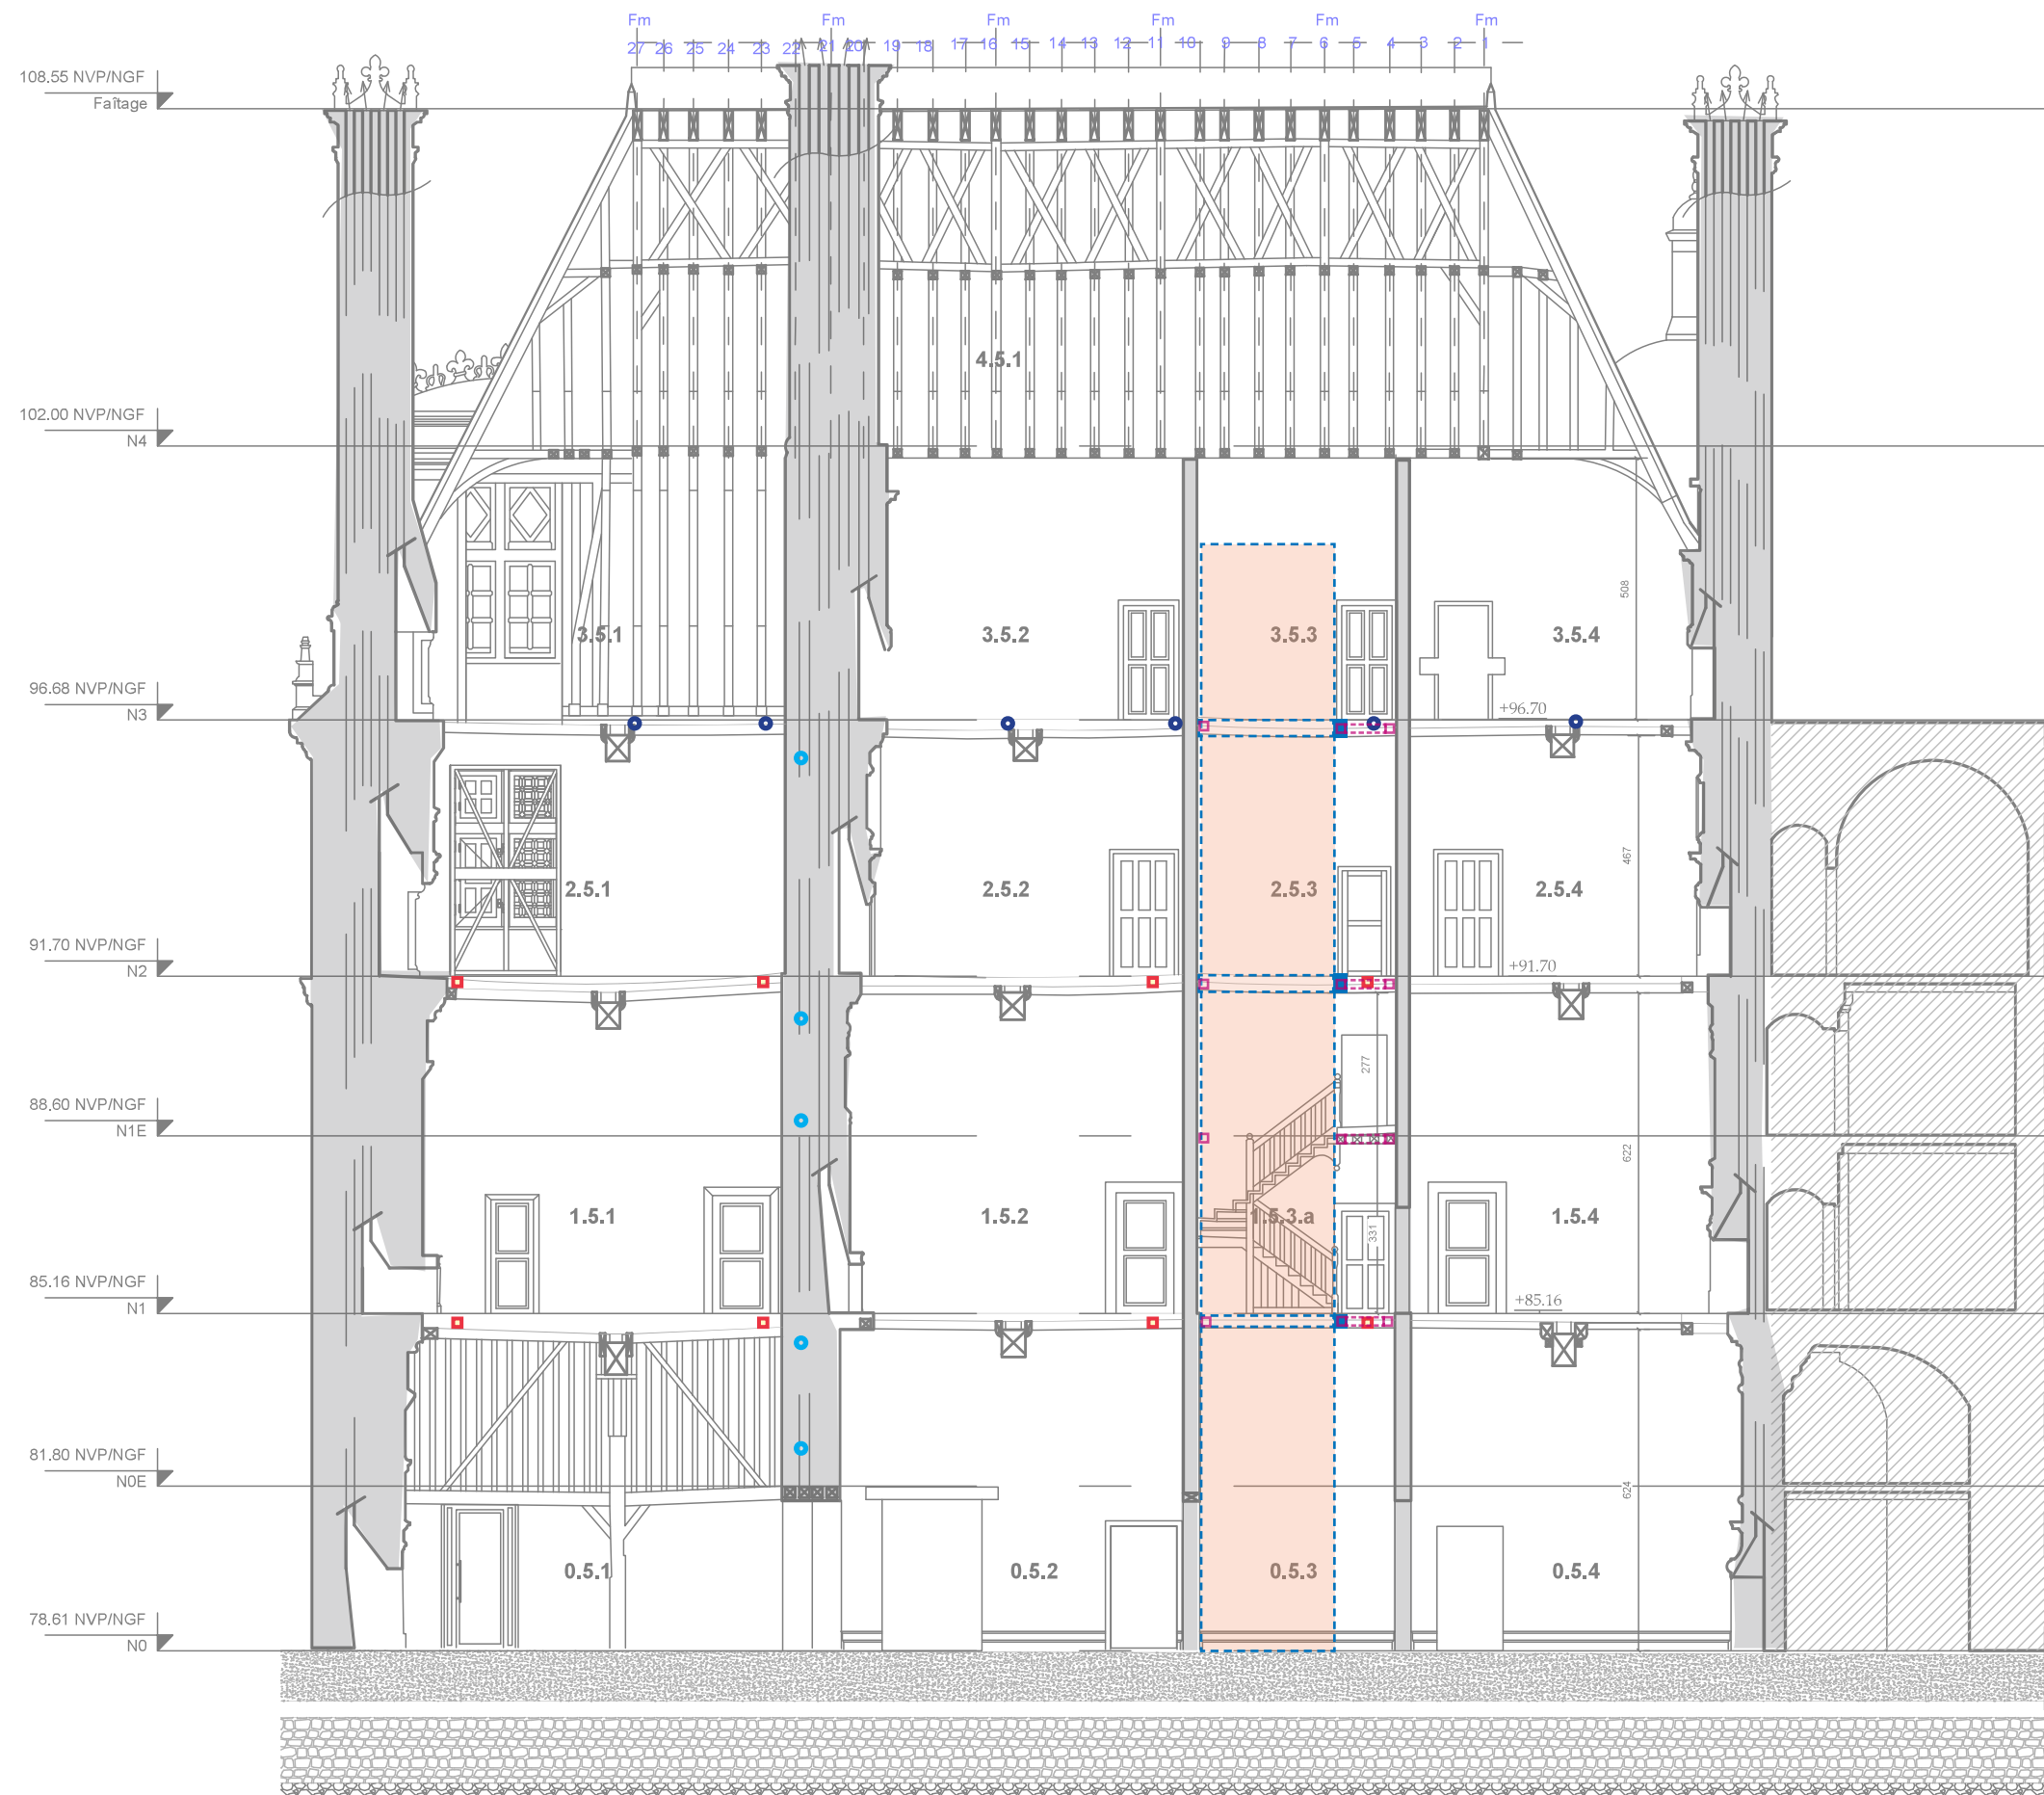 Fm Fm Fm Fm Fm Fm
27 26 25 24 23 22 21 20 19 18 17 16 15 14 13 12 11 10 9 8 7 6 5 4 3 2 1
108.55 NVP/NGF
Faîtage
4.5.1
102.00 NVP/NGF
N4
508
3.5.1 3.5.2 3.5.3 3.5.4
96.68 NVP/NGF
N3
+96.70
467
2.5.1 2.5.2 2.5.3 2.5.4
91.70 NVP/NGF
N2
+91.70
277
88.60 NVP/NGF
N1E
622
1.5.1 1.5.2 1.5.3.a 1.5.4
331
85.16 NVP/NGF
N1
+85.16
81.80 NVP/NGF
N0E
624
0.5.1 0.5.2 0.5.3 0.5.4
78.61 NVP/NGF
N0